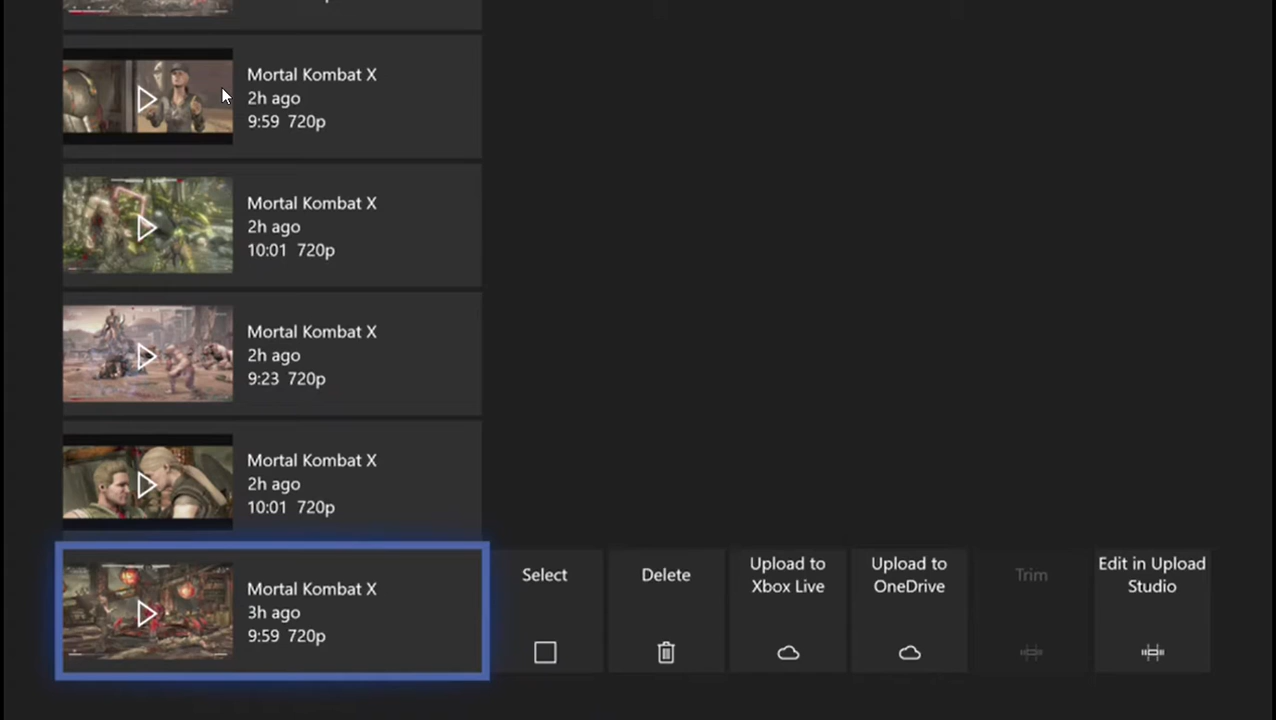 Mortal Kombat X
2h ago
9:59 720p
Mortal Kombat X
2h ago
10:01 720p
Mortal Kombat X
2h ago
9:23 720p
Mortal Kombat X
2h ago
10:01 720p
Mortal Kombat X
3h ago
9:59 720p
Select
Delete
Upload to
Xbox Live
Upload to
OneDrive
Trim
Edit in Upload
Studio